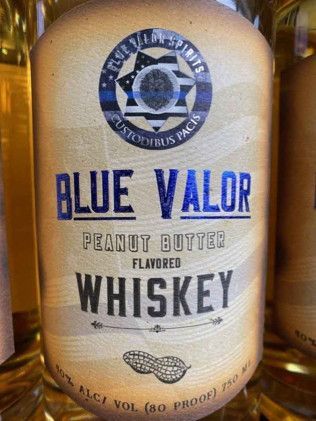 BLUE VALOR SPIRITS
CUSTODIBUS PACIS
BLUE VALOR
PEANUT BUTTER
FLAVORED
WHISKEY
40% ALC/ VOL (80 PROOF) 750 ML